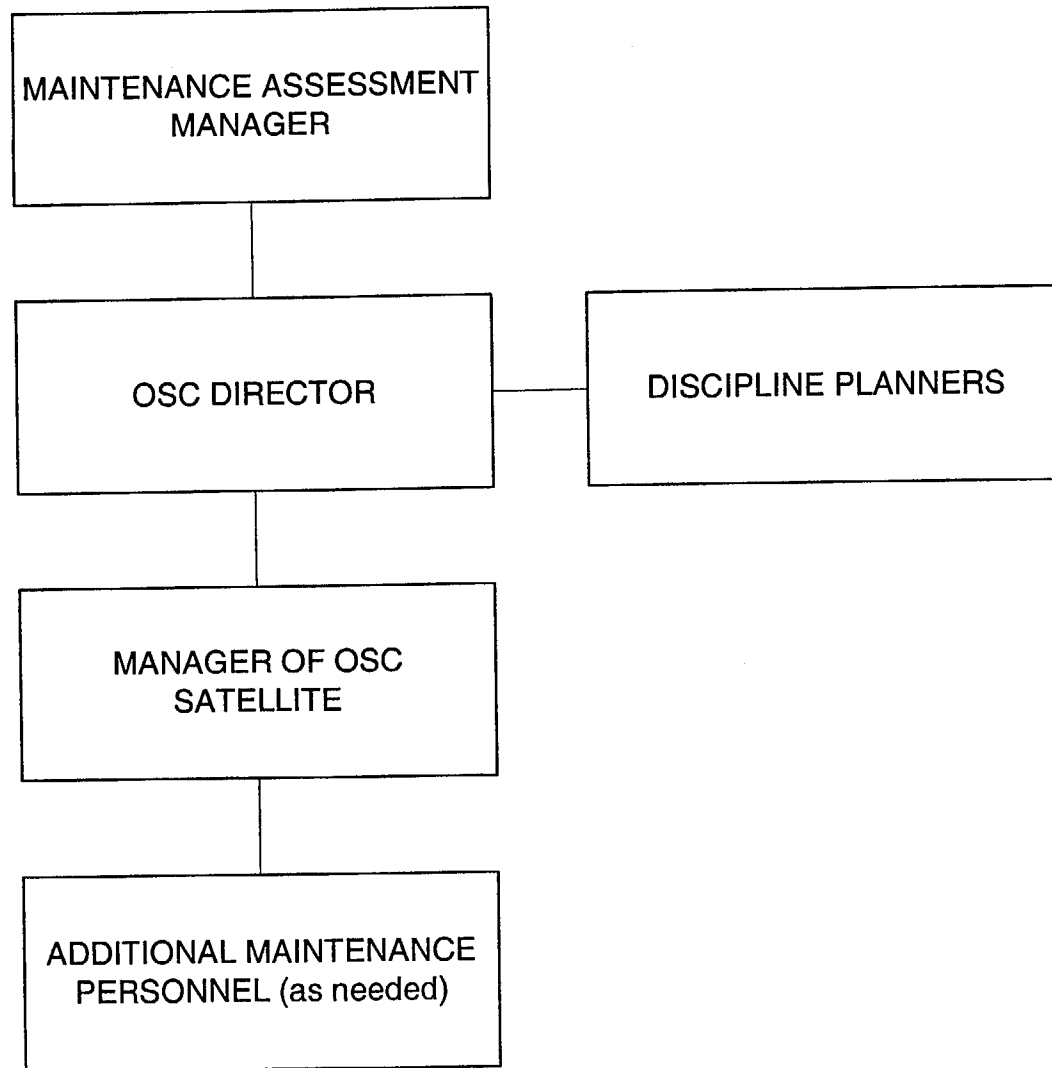 MAINTENANCE ASSESSMENT
MANAGER
OSC DIRECTOR
DISCIPLINE PLANNERS
MANAGER OF OSC
SATELLITE
ADDITIONAL MAINTENANCE
PERSONNEL (as needed)